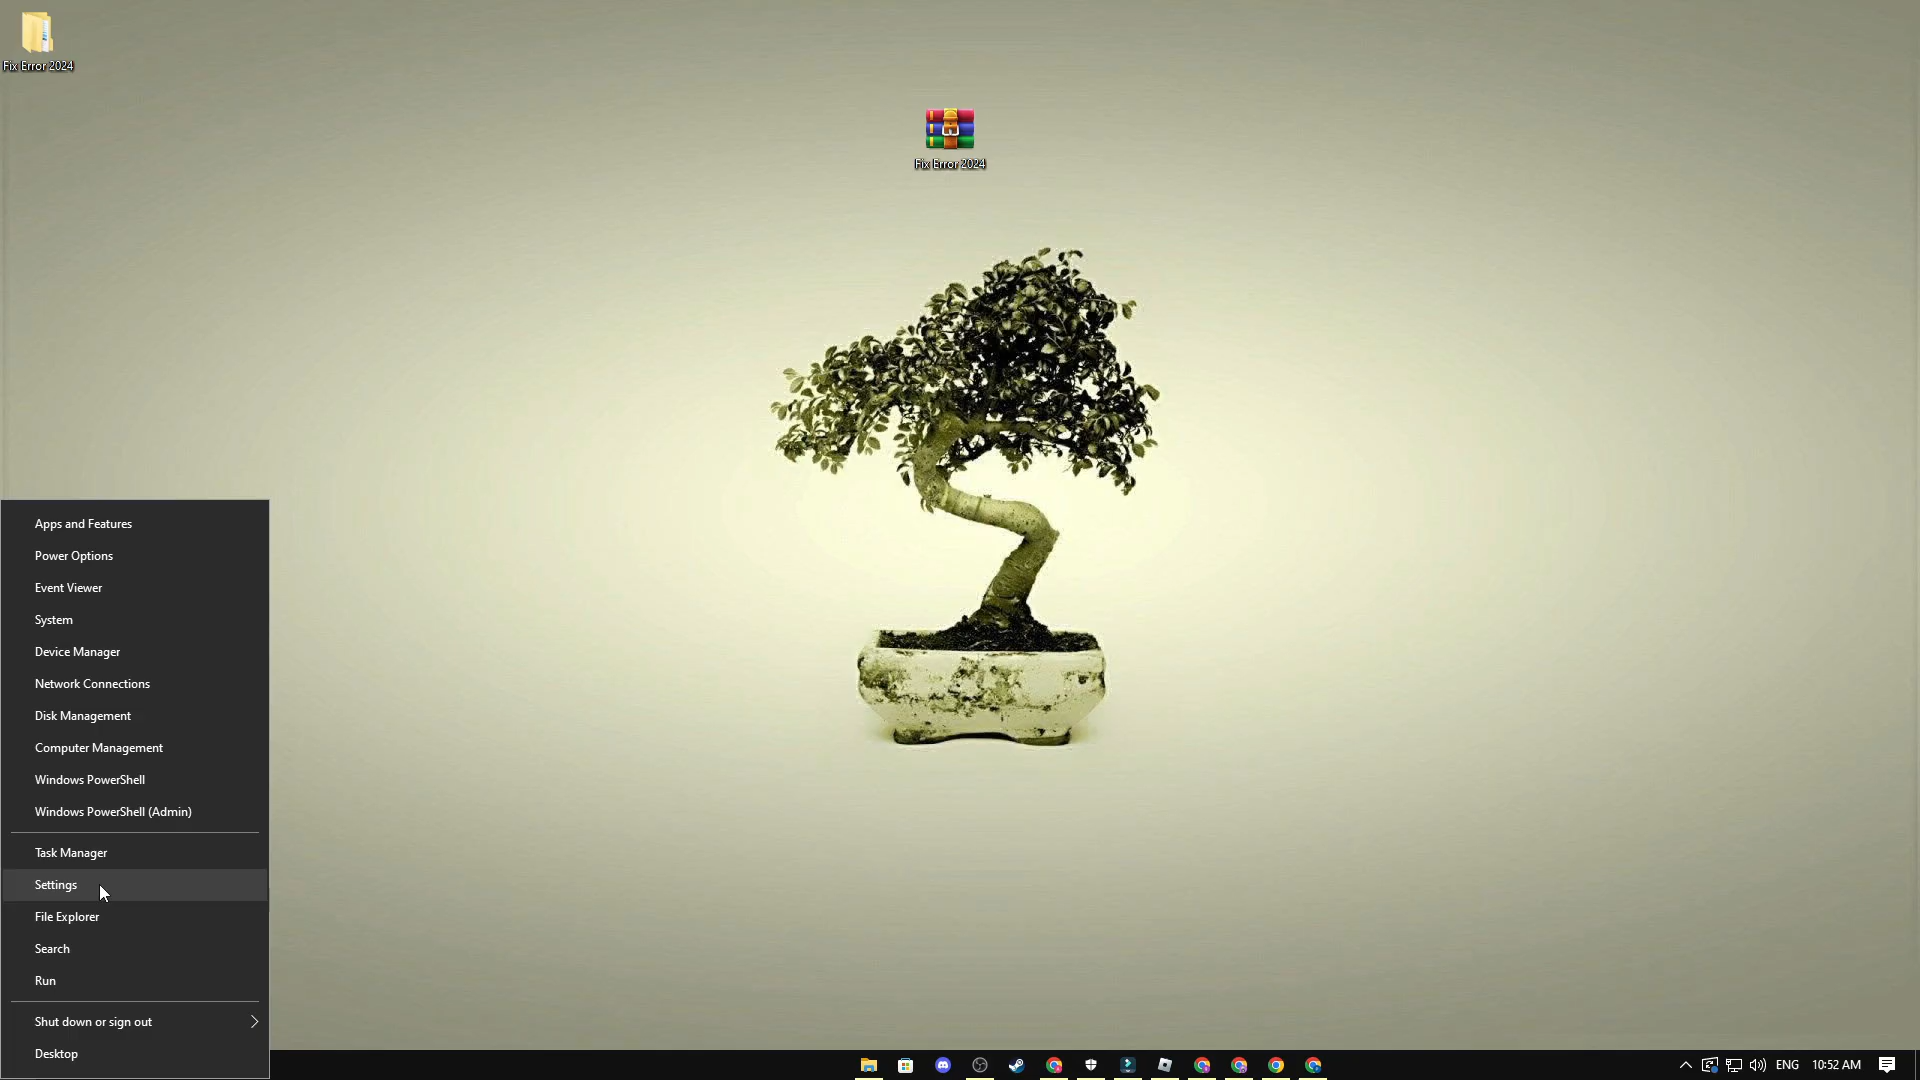 Fix Error 2024
Fix Error 2024
Apps and Features
Power Options
Event Viewer
System
Device Manager
Network Connections
Disk Management
Computer Management
Windows PowerShell
Windows PowerShell (Admin)
Task Manager
Settings
File Explorer
Search
Run
Shut down or sign out
Desktop
ENG 10:52 AM